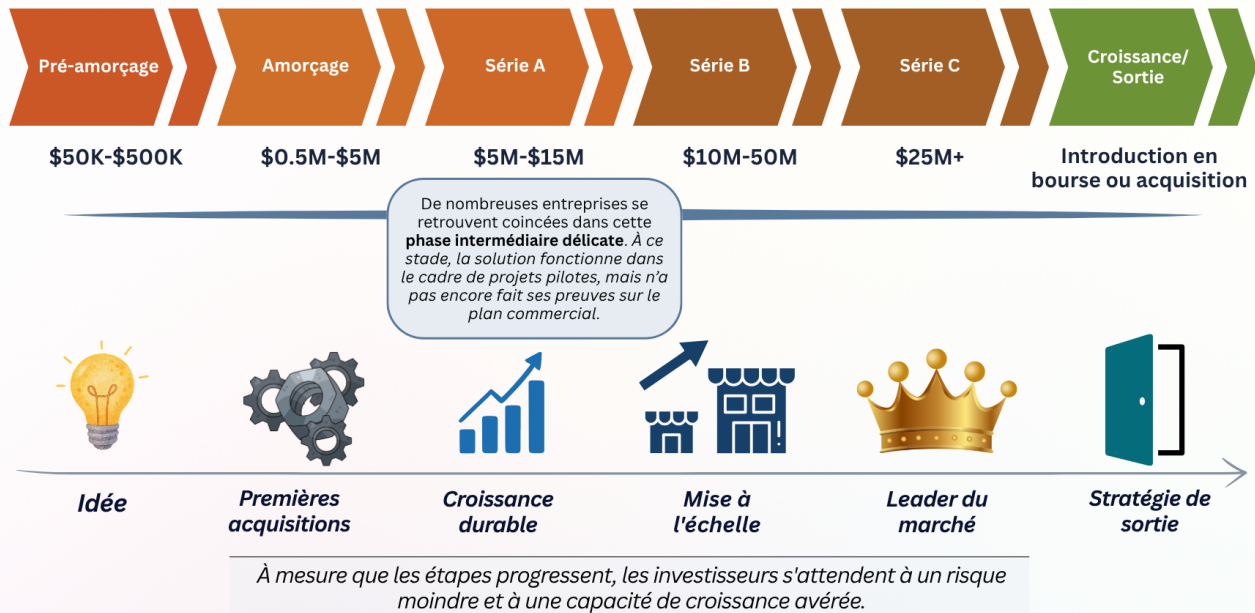 Pré-amorçage
Amorçage
Série A
Série B
Série C
Croissance/
Sortie
$50K-$500K
$0.5M-$5M
$5M-$15M
$10M-50M
$25M+
Introduction en
bourse ou acquisition
De nombreuses entreprises se
retrouvent coincées dans cette
phase intermédiaire délicate. À ce
stade, la solution fonctionne dans
le cadre de projets pilotes, mais n’a
pas encore fait ses preuves sur le
plan commercial.
Idée
Premières
acquisitions
Croissance
durable
Mise à
l'échelle
Leader du
marché
Stratégie de
sortie
À mesure que les étapes progressent, les investisseurs s'attendent à un risque
moindre et à une capacité de croissance avérée.